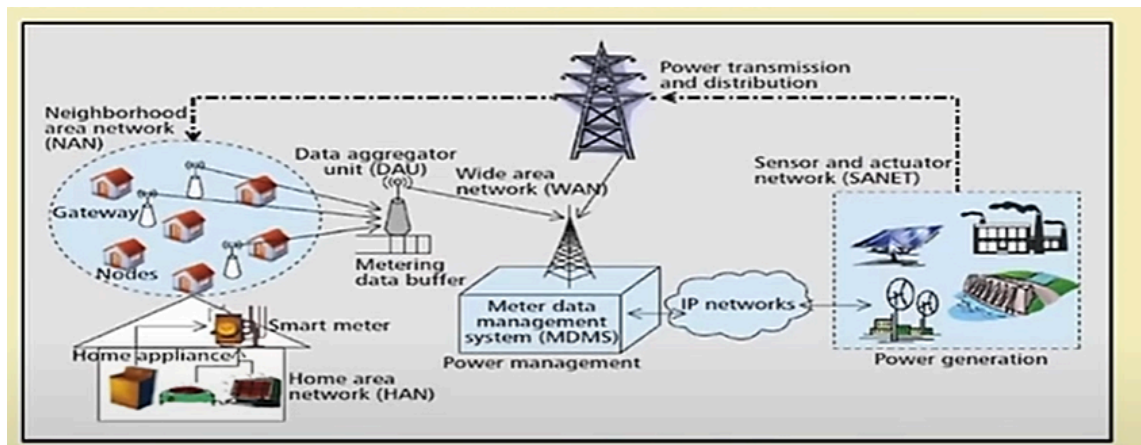 Power transmission
and distribution
Neighborhood
area network
(NAN)
Data aggregator
unit (DAU)
Wide area
network (WAN)
Sensor and actuator
network (SANET)
Gateway
Nodes
Metering
data buffer
Meter data
management
system (MDMS)
IP networks
Power management
Power generation
Smart meter
Home appliance
Home area
network (HAN)